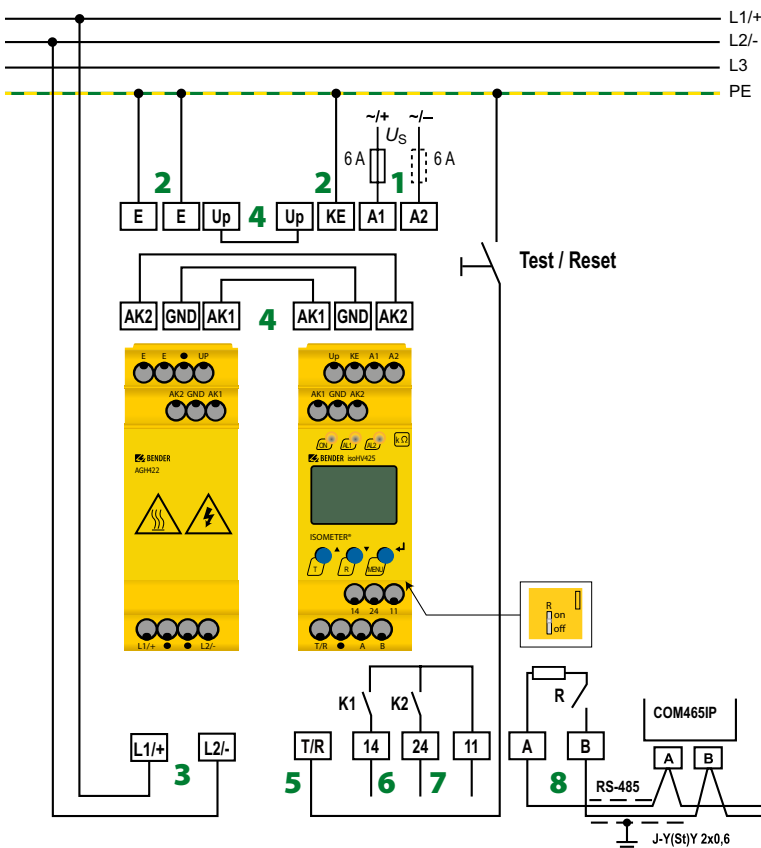 L1/+
L2/-
L3
PE
~/+ ~/–
US
6 A 6 A
2 2 1
E E Up 4 Up KE A1 A2
Test / Reset
AK2 GND AK1 4 AK1 GND AK2
E E UP
Up KE A1 A2
AK2 GND AK1
AK1 GND AK2
ON AL1 AL2 kΩ
BENDER
AGH422
BENDER isoHV425
ISOMETER®
T R MENU
R
on
off
14 24 11
L1/+ L2/-
T/R A B
K1 K2 R
COM465IP
L1/+ L2/- T/R 14 24 11 A B
A B
3 5 6 7 8
RS-485
J-Y(St)Y 2x0,6